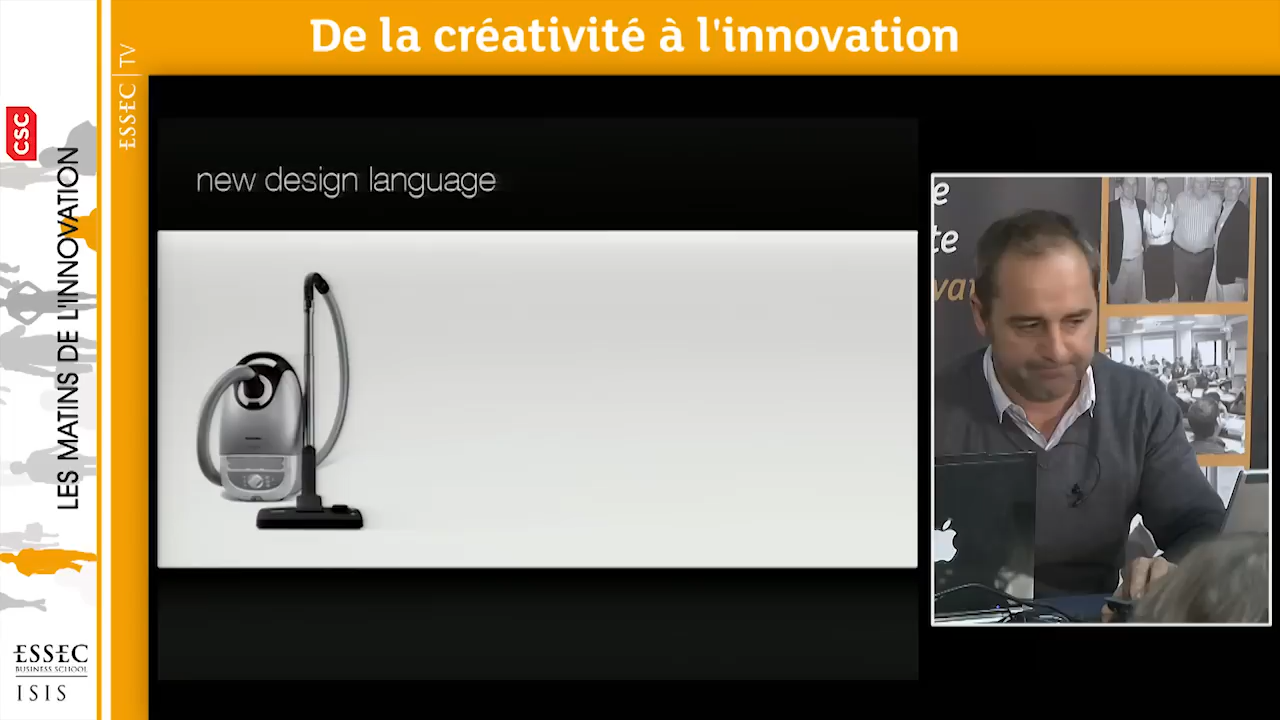 De la créativité à l'innovation
ESSEC | TV
CSC
LES MATINS DE L'INNOVATION
new design language
ESSEC
BUSINESS SCHOOL
ISIS